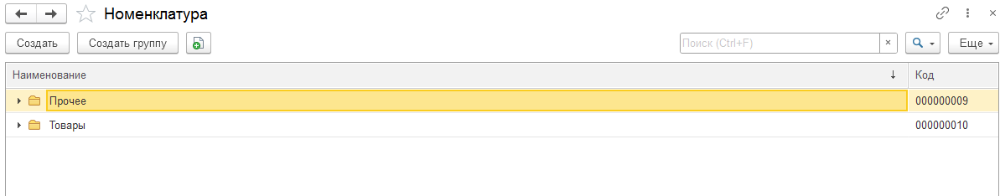 Номенклатура
Создать Создать группу Поиск (Ctrl+F) × Еще
Наименование ↓ Код
Прочее 000000009
Товары 000000010